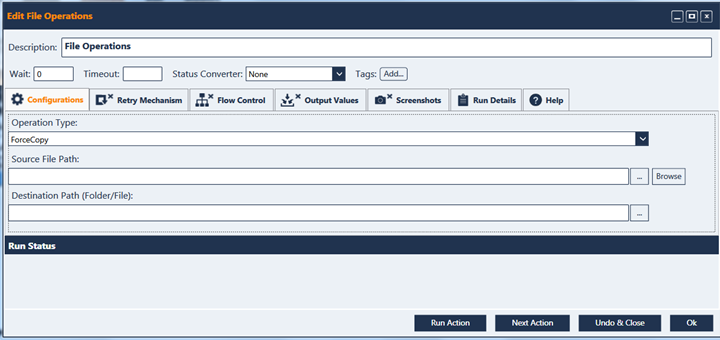 Edit File Operations
Description: File Operations
Wait: 0 Timeout: Status Converter: None Tags: Add...
Configurations Retry Mechanism Flow Control Output Values Screenshots Run Details Help
Operation Type:
ForceCopy
Source File Path:
... Browse
Destination Path (Folder/File):
...
Run Status
Run Action Next Action Undo & Close Ok